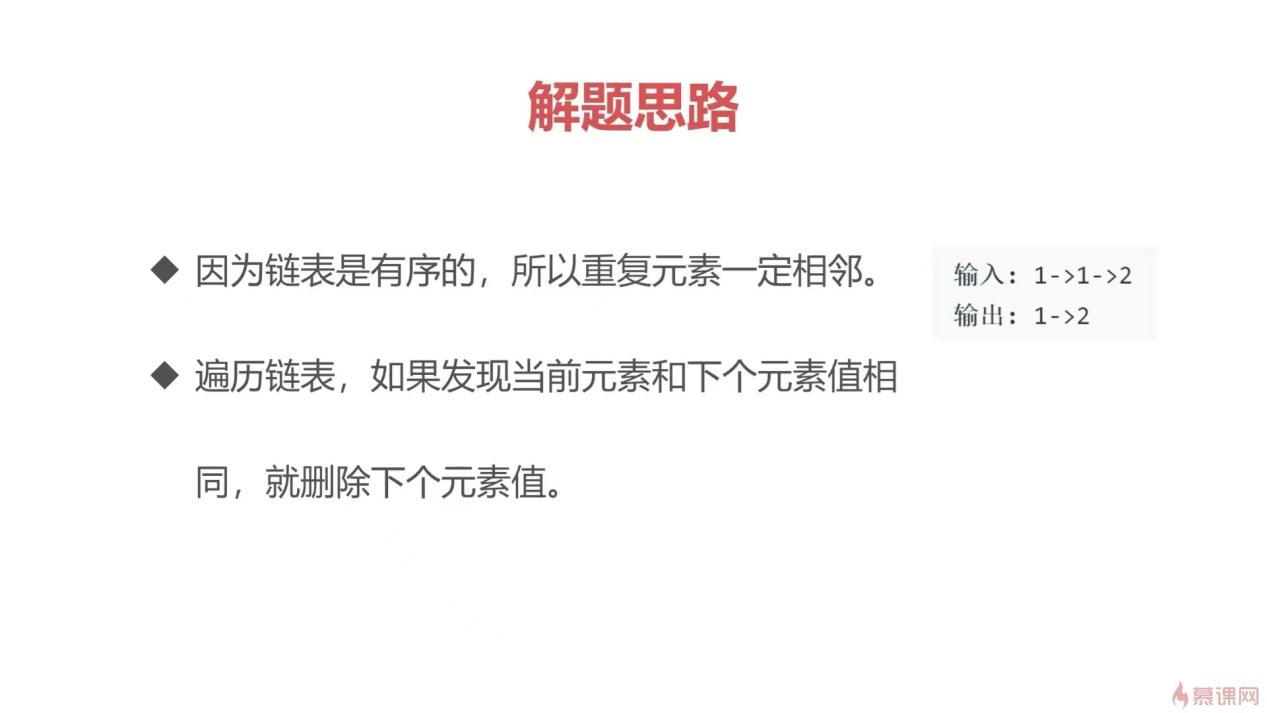 解题思路
◆ 因为链表是有序的，所以重复元素一定相邻。
输入：1->1->2
输出：1->2
◆ 遍历链表，如果发现当前元素和下个元素值相
同，就删除下个元素值。
慕课网